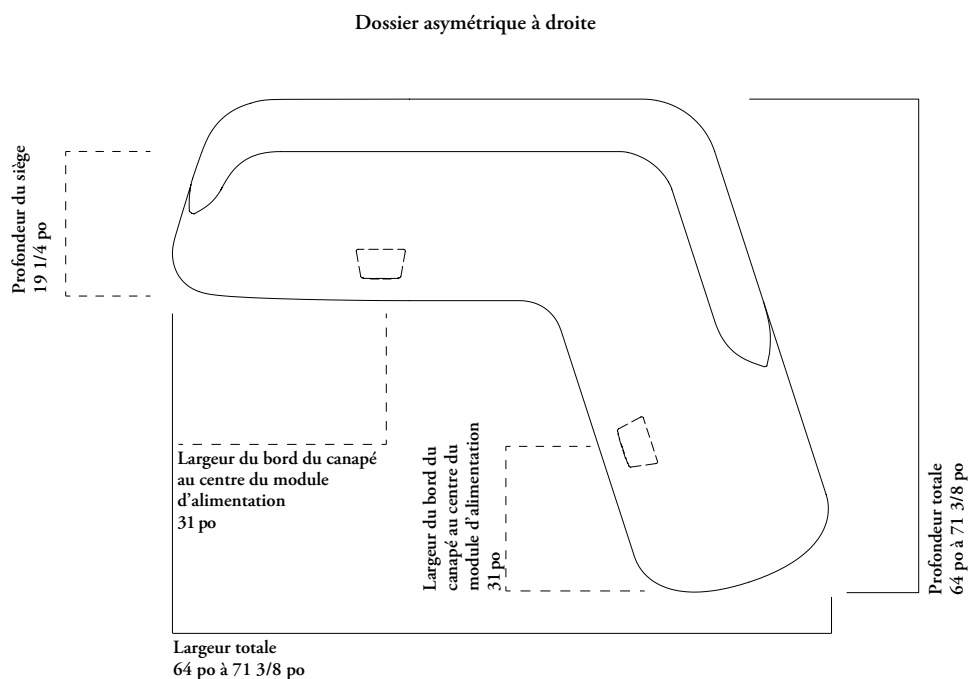 Dossier asymétrique à droite
Profondeur du siège
19 1/4 po
Largeur du bord du canapé
au centre du module
d’alimentation
31 po
Largeur du bord du
canapé au centre du
module d’alimentation
31 po
Profondeur totale
64 po à 71 3/8 po
Largeur totale
64 po à 71 3/8 po